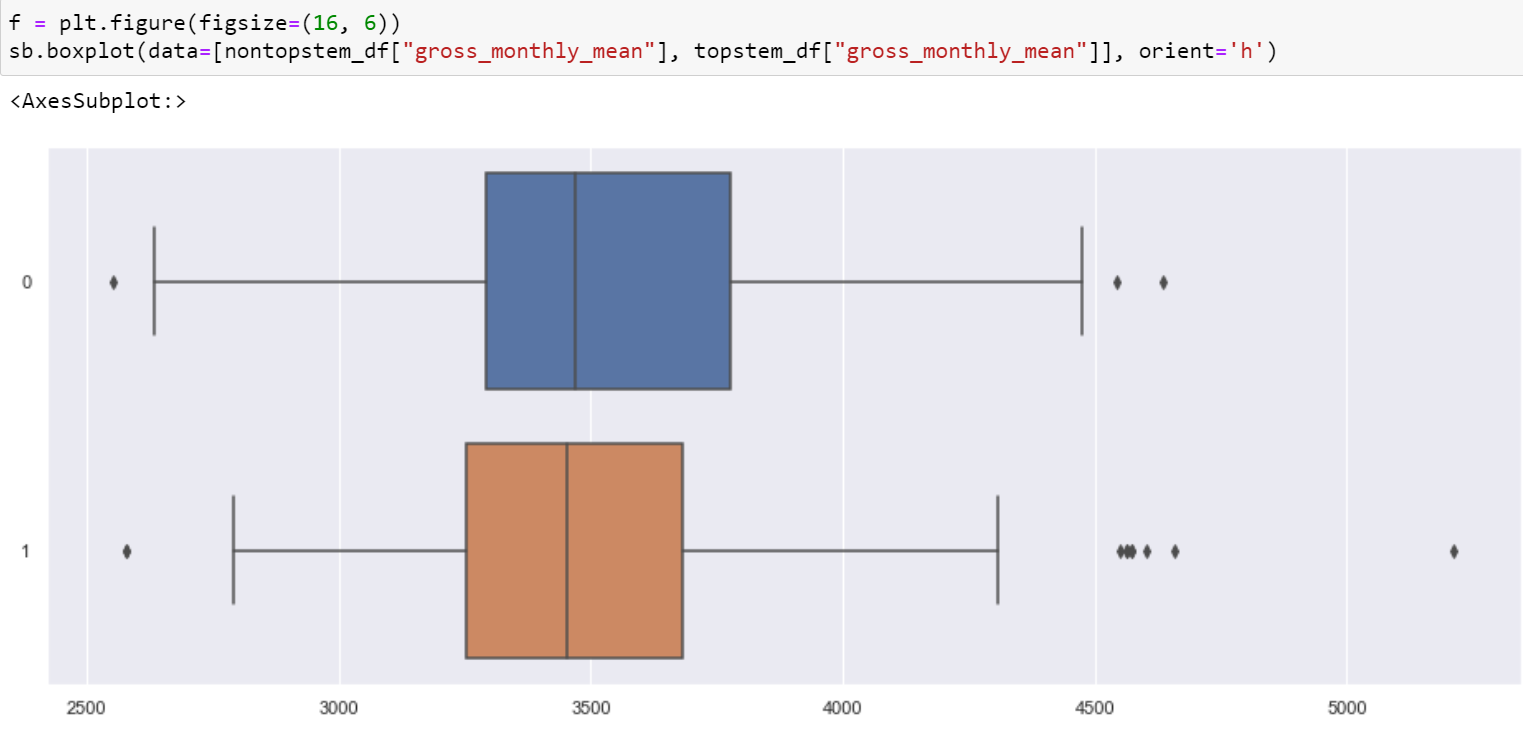 f = plt.figure(figsize=(16, 6))
sb.boxplot(data=[nontopstem_df["gross_monthly_mean"], topstem_df["gross_monthly_mean"]], orient='h')
<AxesSubplot:>
0
1
2500 3000 3500 4000 4500 5000